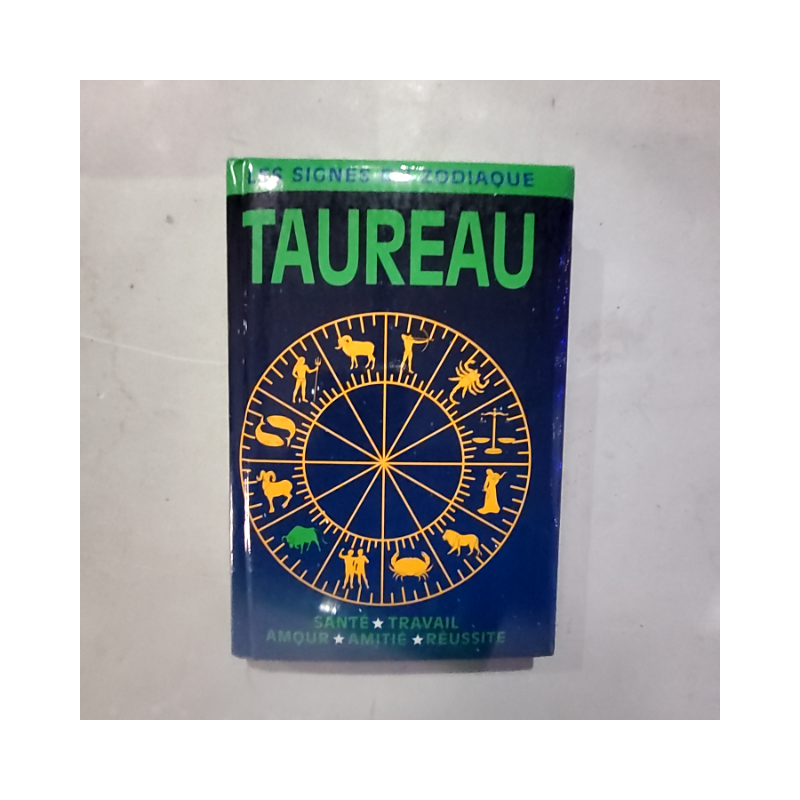 LES SIGNES DU ZODIAQUE
TAUREAU
SANTÉ ★ TRAVAIL
AMOUR ★ AMITIÉ ★ RÉUSSITE